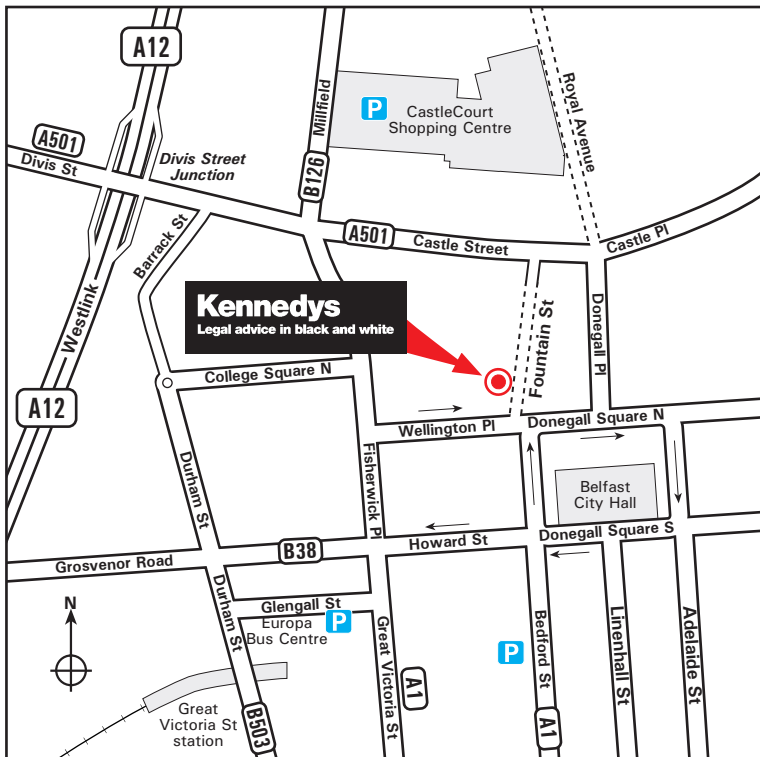 A12
Millfield
P
CastleCourt
Shopping Centre
Royal Avenue
A501
Divis St
Divis Street
Junction
B126
Barrack St
A501
Castle Street
Castle Pl
Westlink
Kennedys
Legal advice in black and white
Fountain St
Donegall Pl
College Square N
A12
Wellington Pl
Donegall Square N
Durham St
Fisherwick Pl
Belfast
City Hall
Grosvenor Road
B38
Howard St
Donegall Square S
N
Durham St
Glengall St
Europa
Bus Centre
P
Great Victoria St
P
Bedford St
Linenhall St
Adelaide St
A1
Great
Victoria St
station
B503
A1